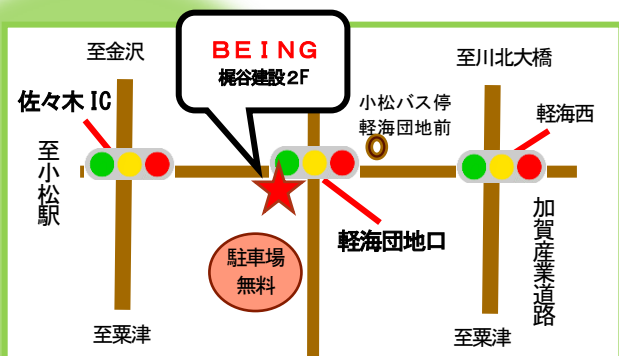 至金沢
BEING
梶谷建設2F
至川北大橋
佐々木IC
小松バス停
軽海団地前
軽海西
至小松駅
軽海団地口
加賀産業道路
駐車場
無料
至粟津
至粟津